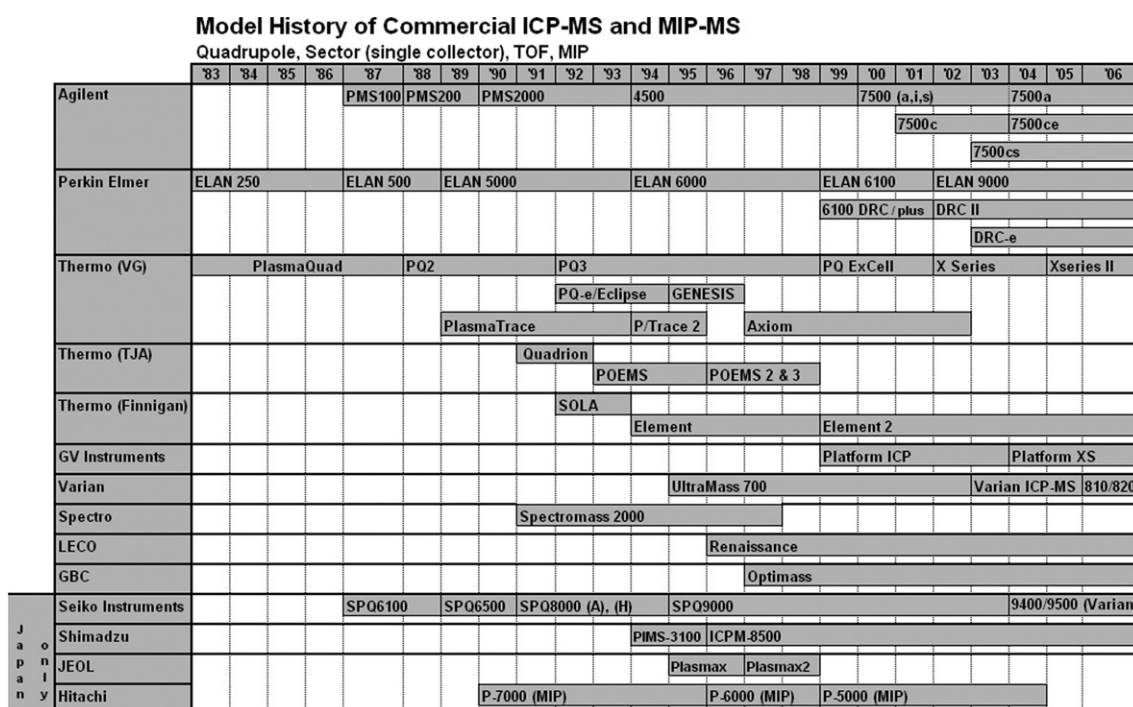 Model History of Commercial ICP-MS and MIP-MS
Quadrupole, Sector (single collector), TOF, MIP
'83 '84 '85 '86 '87 '88 '89 '90 '91 '92 '93 '94 '95 '96 '97 '98 '99 '00 '01 '02 '03 '04 '05 '06
Agilent PMS100 PMS200 PMS2000 4500 7500 (a,i,s) 7500a
7500c 7500ce
7500cs
Perkin Elmer ELAN 250 ELAN 500 ELAN 5000 ELAN 6000 ELAN 6100 ELAN 9000
6100 DRC / plus DRC II
DRC-e
Thermo (VG) PlasmaQuad PQ2 PQ3 PQ ExCell X Series Xseries II
PQ-e/Eclipse GENESIS
PlasmaTrace P/Trace 2 Axiom
Thermo (TJA) Quadrion
POEMS POEMS 2 & 3
Thermo (Finnigan) SOLA
Element Element 2
GV Instruments Platform ICP Platform XS
Varian UltraMass 700 Varian ICP-MS 810/820
Spectro Spectromass 2000
LECO Renaissance
GBC Optimass
Japan only
Seiko Instruments SPQ6100 SPQ6500 SPQ8000 (A), (H) SPQ9000 9400/9500 (Varian
Shimadzu PIMS-3100 ICPM-8500
JEOL Plasmax Plasmax2
Hitachi P-7000 (MIP) P-6000 (MIP) P-5000 (MIP)